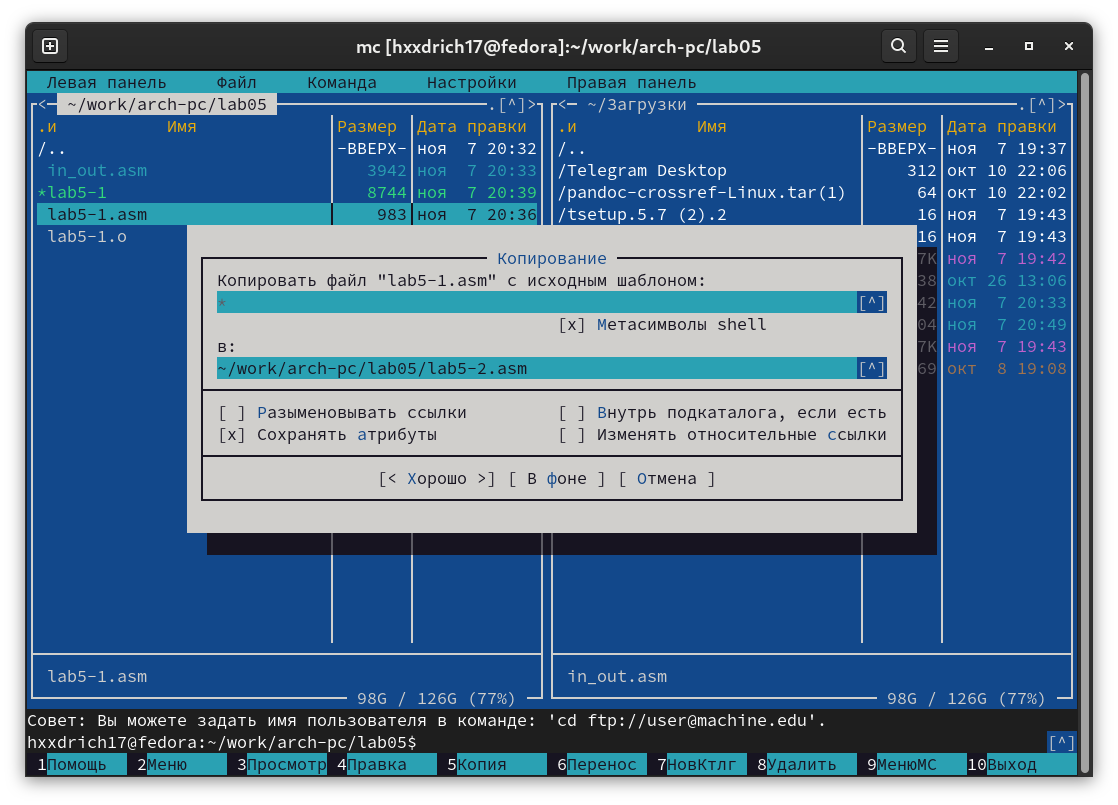 mc [hxxdrich17@fedora]:~/work/arch-pc/lab05
Левая панель Файл Команда Настройки Правая панель
<─ ~/work/arch-pc/lab05 .[^]> <─ ~/Загрузки .[^]>
.и Имя Размер Дата правки .и Имя Размер Дата правки
/.. -ВВЕРХ- ноя 7 20:32 /.. -ВВЕРХ- ноя 7 19:37
in_out.asm 3942 ноя 7 20:33 /Telegram Desktop 312 окт 10 22:06
*lab5-1 8744 ноя 7 20:39 /pandoc-crossref-Linux.tar(1) 64 окт 10 22:02
lab5-1.asm 983 ноя 7 20:36 /tsetup.5.7 (2).2 16 ноя 7 19:43
lab5-1.o 16 ноя 7 19:43
Копирование 7K ноя 7 19:42
Копировать файл "lab5-1.asm" с исходным шаблоном: 38 окт 26 13:06
* [^] 42 ноя 7 20:33
[x] Метасимволы shell 04 ноя 7 20:49
в: 7K ноя 7 19:43
~/work/arch-pc/lab05/lab5-2.asm [^] 69 окт 8 19:08
[ ] Разыменовывать ссылки [ ] Внутрь подкаталога, если есть
[x] Сохранять атрибуты [ ] Изменять относительные ссылки
[< Хорошо >] [ В фоне ] [ Отмена ]
lab5-1.asm in_out.asm
98G / 126G (77%) 98G / 126G (77%)
Совет: Вы можете задать имя пользователя в команде: 'cd ftp://user@machine.edu'.
hxxdrich17@fedora:~/work/arch-pc/lab05$ [^]
1Помощь 2Меню 3Просмотр 4Правка 5Копия 6Перенос 7НовКтлг 8Удалить 9МенюМС 10Выход